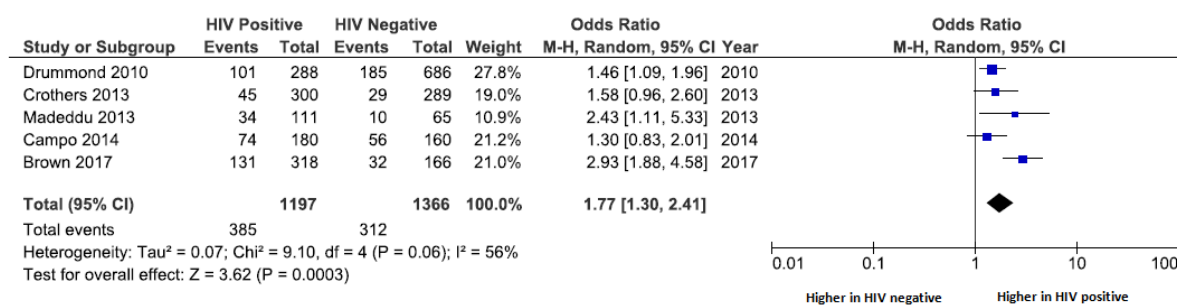 HIV Positive HIV Negative Odds Ratio Odds Ratio
Study or Subgroup Events Total Events Total Weight M-H, Random, 95% CI Year M-H, Random, 95% CI
Drummond 2010 101 288 185 686 27.8% 1.46 [1.09, 1.96] 2010
Crothers 2013 45 300 29 289 19.0% 1.58 [0.96, 2.60] 2013
Madeddu 2013 34 111 10 65 10.9% 2.43 [1.11, 5.33] 2013
Campo 2014 74 180 56 160 21.2% 1.30 [0.83, 2.01] 2014
Brown 2017 131 318 32 166 21.0% 2.93 [1.88, 4.58] 2017
Total (95% CI) 1197 1366 100.0% 1.77 [1.30, 2.41]
Total events 385 312
Heterogeneity: Tau² = 0.07; Chi² = 9.10, df = 4 (P = 0.06); I² = 56%
Test for overall effect: Z = 3.62 (P = 0.0003)
0.01 0.1 1 10 100
Higher in HIV negative Higher in HIV positive